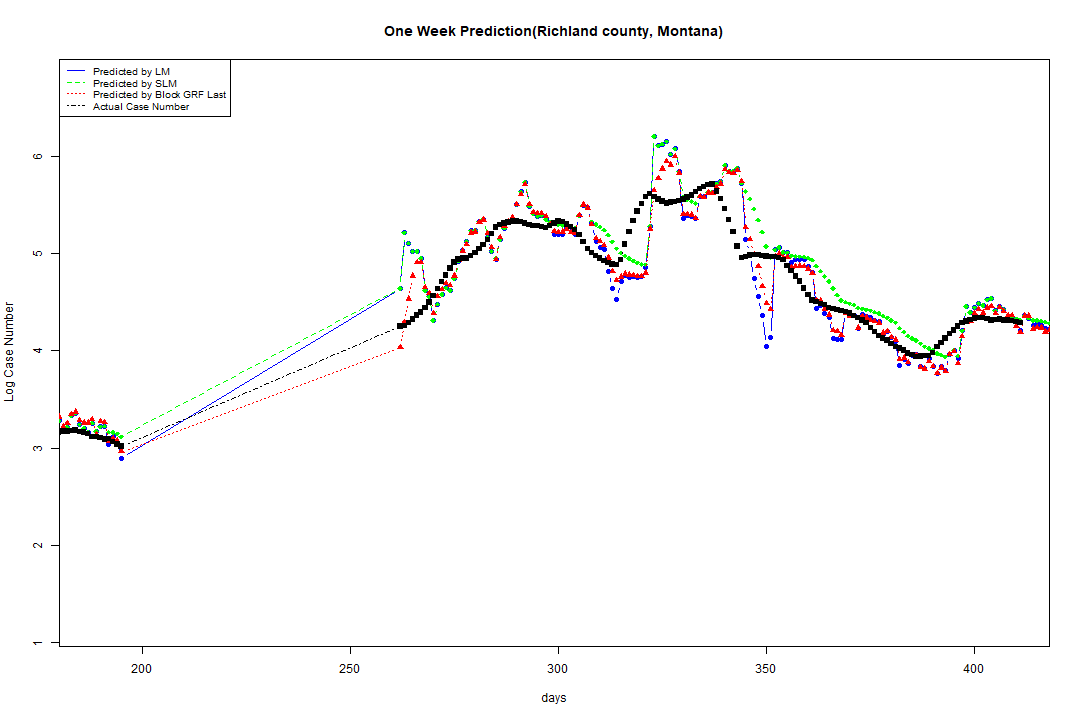 One Week Prediction(Richland county, Montana)
Predicted by LM
Predicted by SLM
Predicted by Block GRF Last
Actual Case Number
Log Case Number
6
5
4
3
2
1
200 250 300 350 400
days